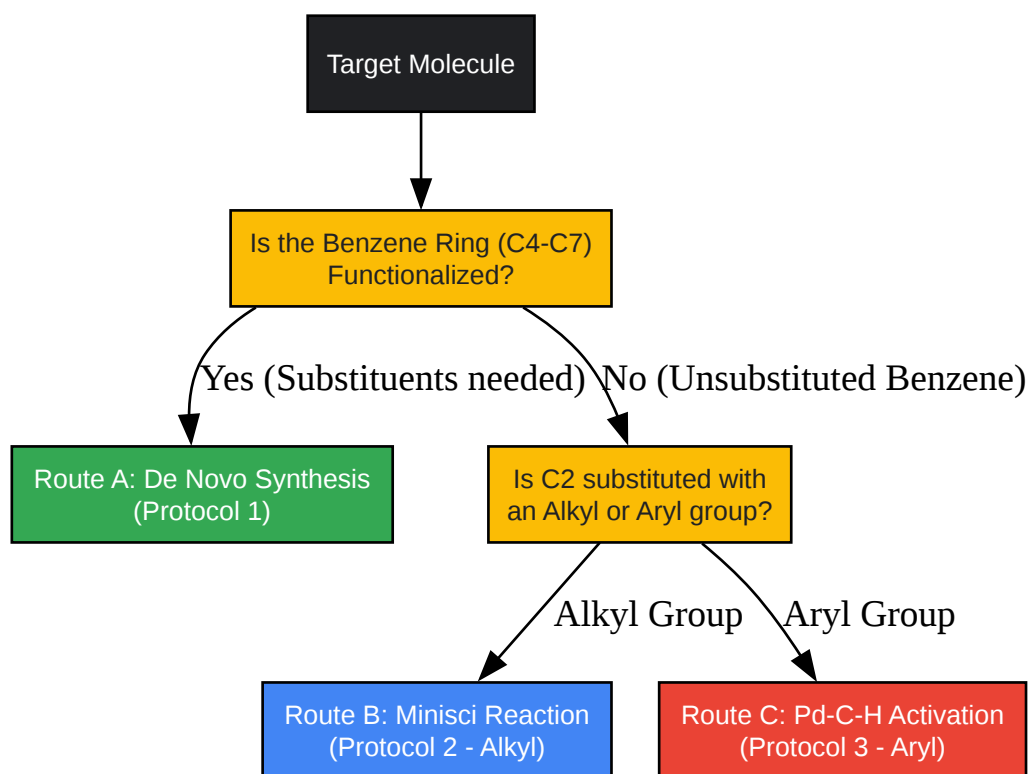 Target Molecule
Is the Benzene Ring (C4-C7)
Functionalized?
Yes (Substituents needed)
No (Unsubstituted Benzene)
Route A: De Novo Synthesis
(Protocol 1)
Is C2 substituted with
an Alkyl or Aryl group?
Alkyl Group
Aryl Group
Route B: Minisci Reaction
(Protocol 2 - Alkyl)
Route C: Pd-C-H Activation
(Protocol 3 - Aryl)